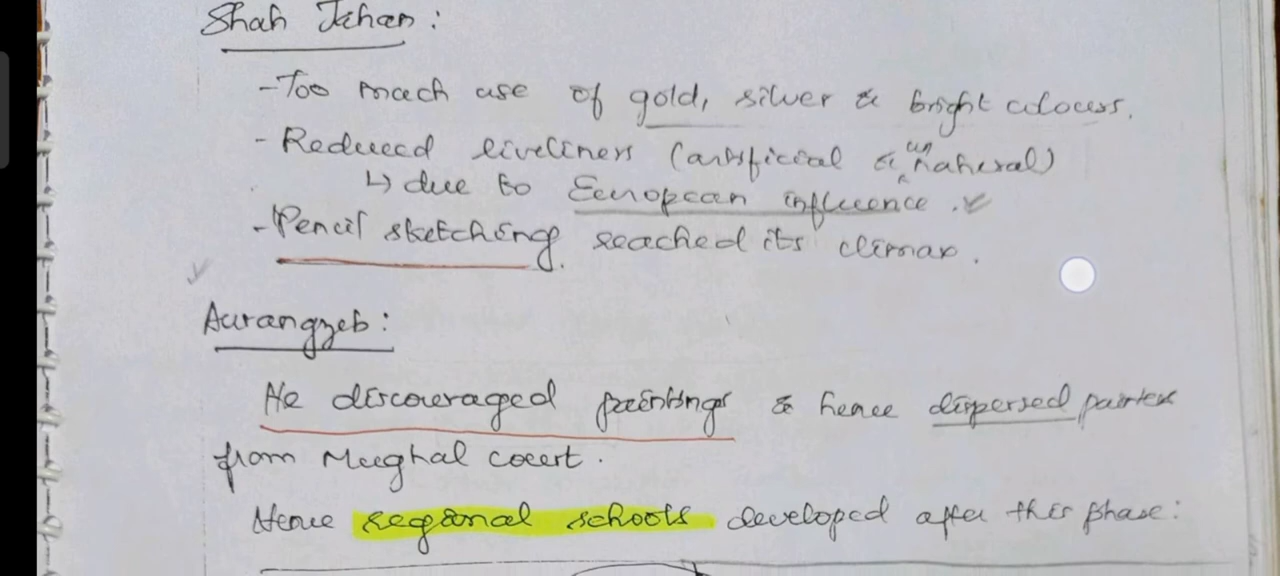 Shah Jehan:
-Too much use of gold, silver & bright colours.
- Reduced liveliness (artificial & unnatural)
↳ due to European influence.
-Pencil sketching reached its climax.
Aurangzeb:
He discouraged paintings & hence dispersed painters
from Mughal court.
Hence regional schools developed after this phase: